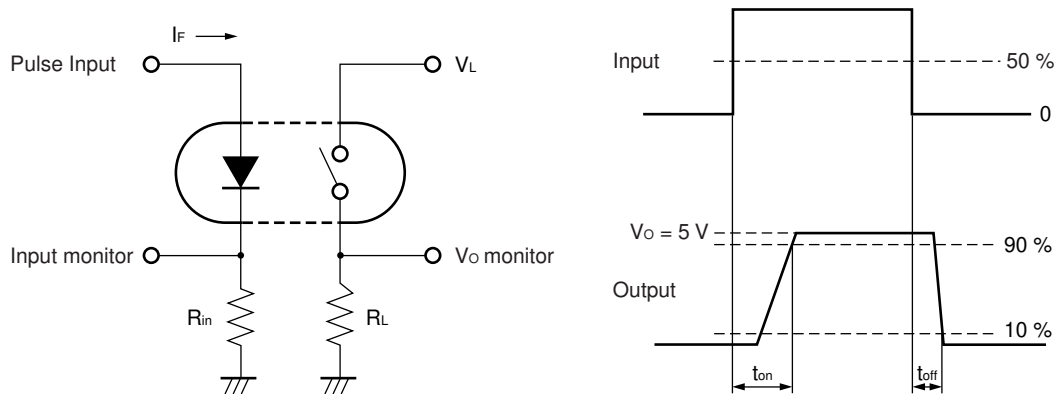 IF
Pulse Input
VL
Input monitor
VO monitor
Rin
RL
Input
50 %
0
VO = 5 V
90 %
Output
10 %
ton
toff